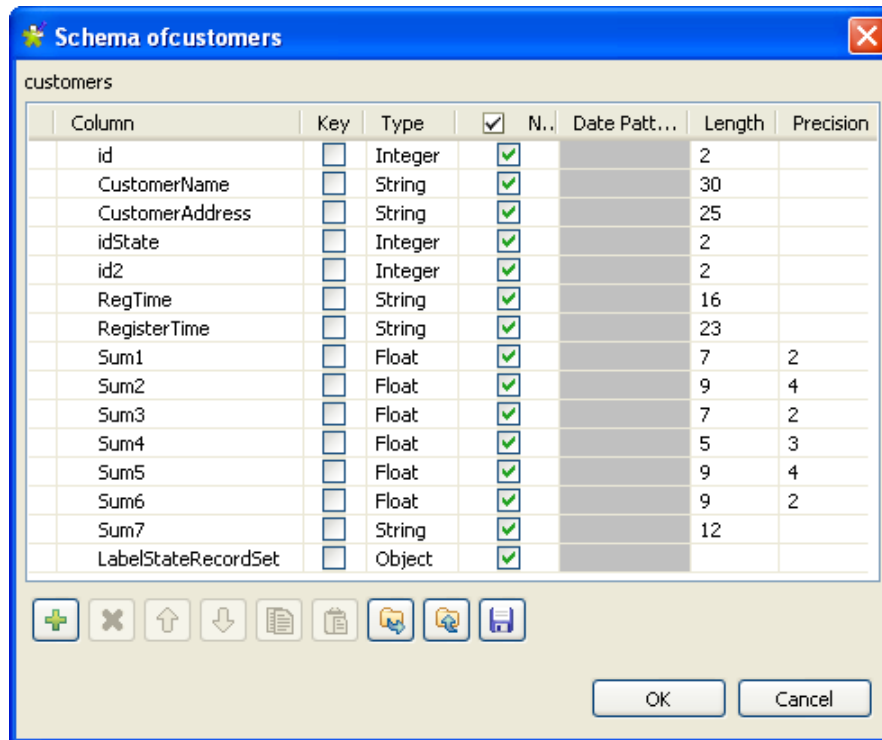 Schema ofcustomers
customers
Column Key Type N.. Date Patt... Length Precision
id Integer 2
CustomerName String 30
CustomerAddress String 25
idState Integer 2
id2 Integer 2
RegTime String 16
RegisterTime String 23
Sum1 Float 7 2
Sum2 Float 9 4
Sum3 Float 7 2
Sum4 Float 5 3
Sum5 Float 9 4
Sum6 Float 9 2
Sum7 String 12
LabelStateRecordSet Object
OK Cancel